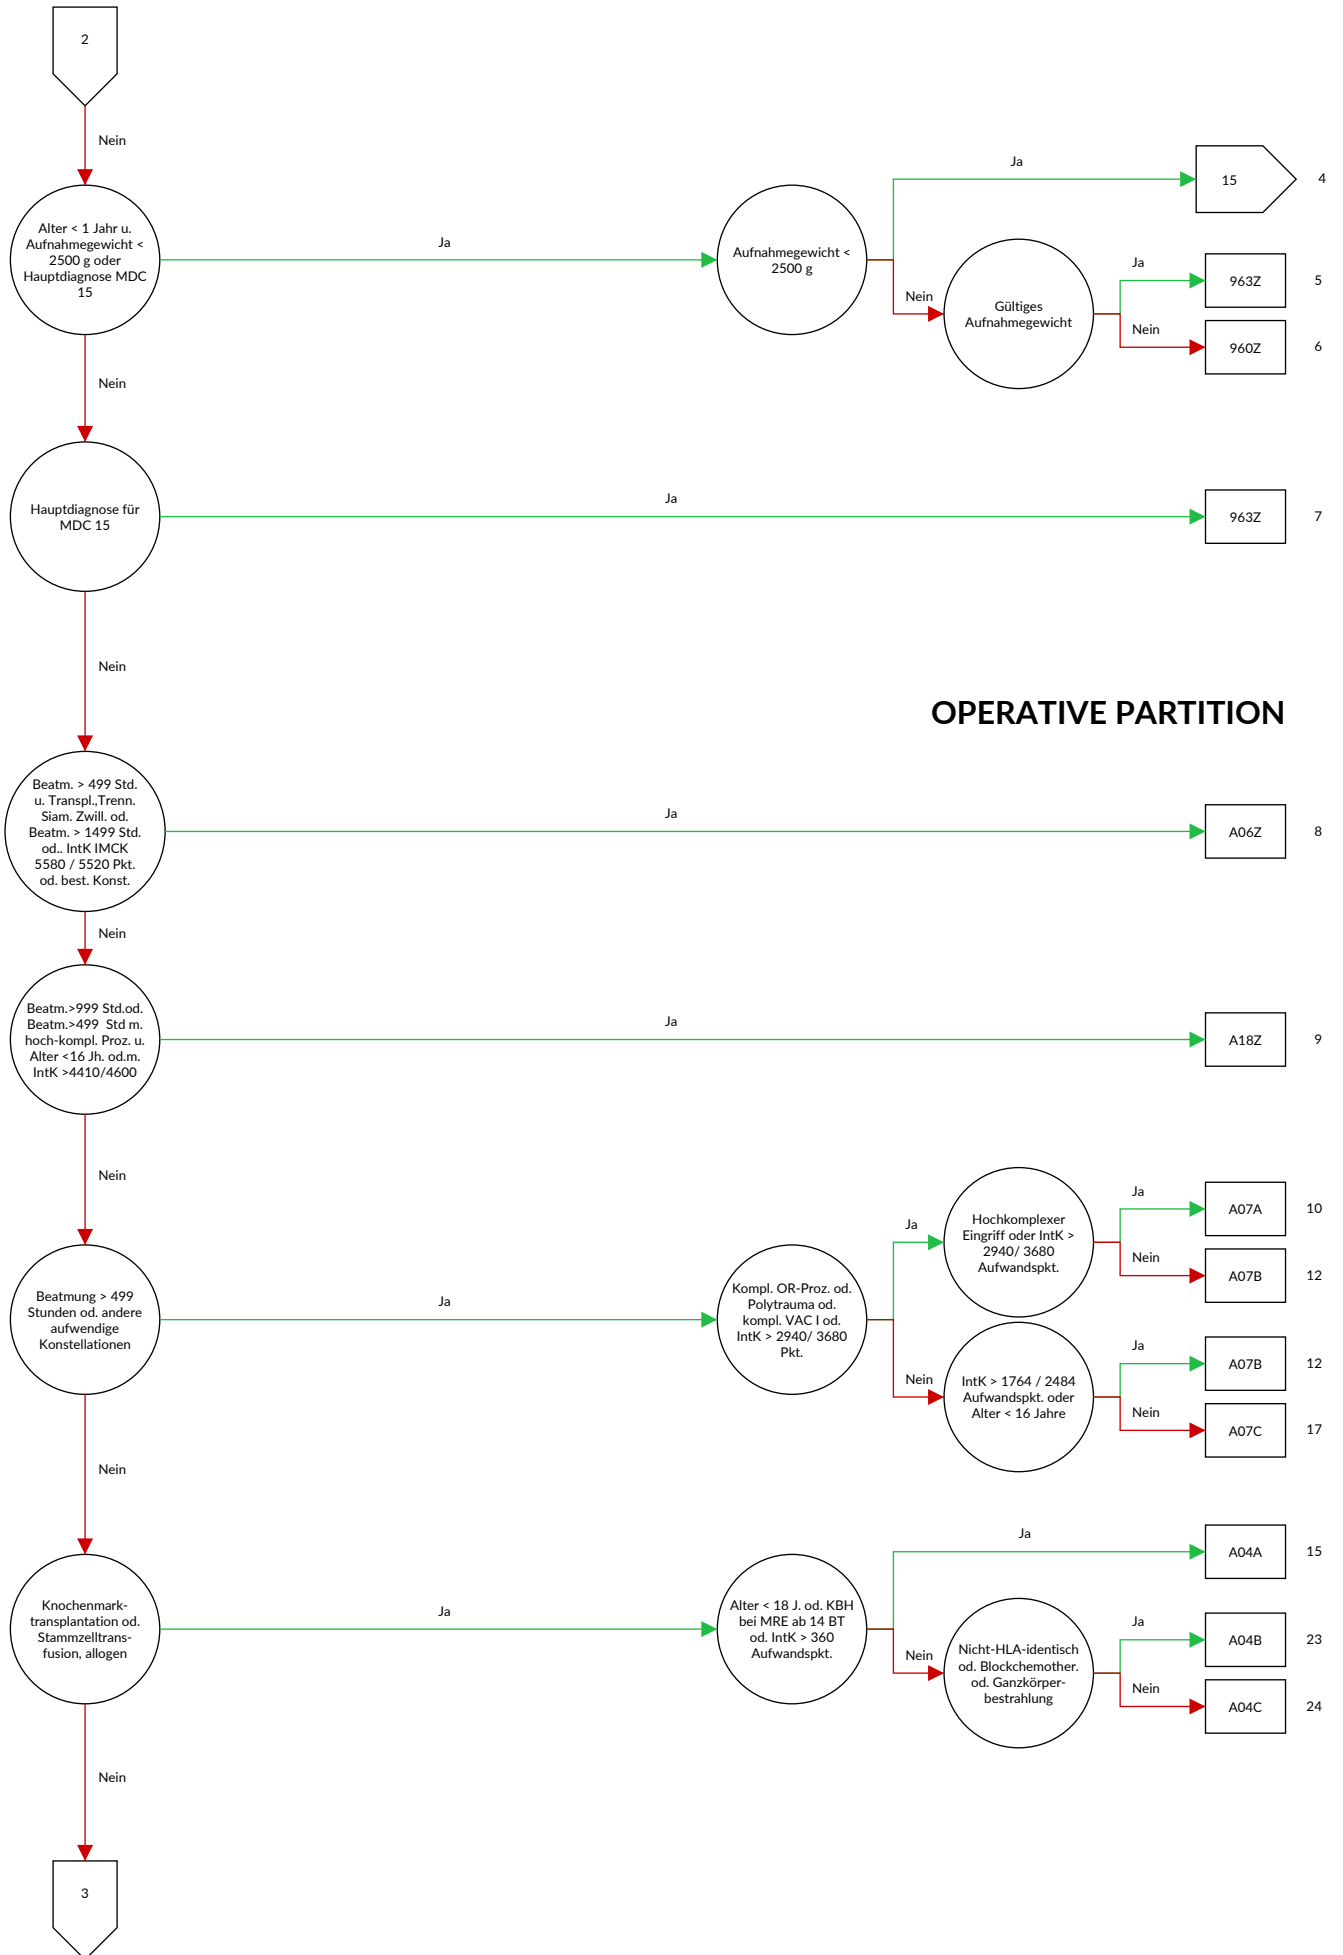 2
Nein
Alter < 1 Jahr u.
Aufnahmegewicht <
2500 g oder
Hauptdiagnose MDC
15
Ja
Aufnahmegewicht <
2500 g
Ja
15
4
Nein
Gültiges
Aufnahmegewicht
Ja
963Z
5
Nein
960Z
6
Nein
Hauptdiagnose für
MDC 15
Ja
963Z
7
Nein
OPERATIVE PARTITION
Beatm. > 499 Std.
u. Transpl.,Trenn.
Siam. Zwill. od.
Beatm. > 1499 Std.
od.. IntK IMCK
5580 / 5520 Pkt.
od. best. Konst.
Ja
A06Z
8
Nein
Beatm.>999 Std.od.
Beatm.>499  Std m.
hoch-kompl. Proz. u.
Alter <16 Jh. od.m.
IntK >4410/4600
Ja
A18Z
9
Nein
Beatmung > 499
Stunden od. andere
aufwendige
Konstellationen
Ja
Kompl. OR-Proz. od.
Polytrauma od.
kompl. VAC I od.
IntK > 2940/ 3680
Pkt.
Ja
Hochkomplexer
Eingriff oder IntK >
2940/ 3680
Aufwandspkt.
Ja
A07A
10
Nein
A07B
12
Nein
IntK > 1764 / 2484
Aufwandspkt. oder
Alter < 16 Jahre
Ja
A07B
12
Nein
A07C
17
Nein
Knochenmark-
transplantation od.
Stammzelltrans-
fusion, allogen
Ja
Alter < 18 J. od. KBH
bei MRE ab 14 BT
od. IntK > 360
Aufwandspkt.
Ja
A04A
15
Nein
Nicht-HLA-identisch
od. Blockchemother.
od. Ganzkörper-
bestrahlung
Ja
A04B
23
Nein
A04C
24
Nein
3